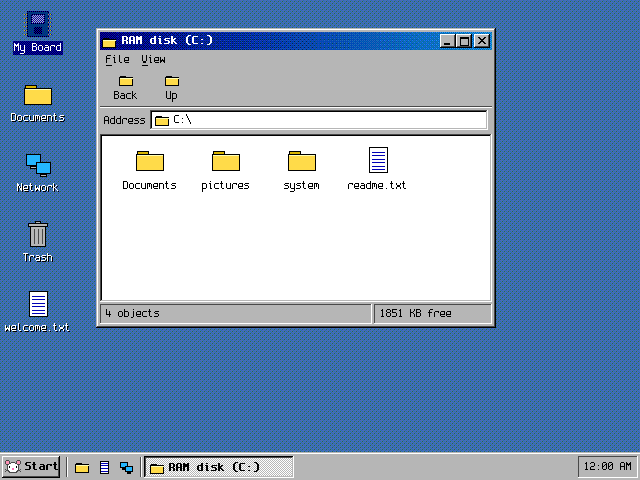 My Board
Documents
Network
Trash
welcome.txt
RAM disk (C:)
File View
Back Up
Address C:\
Documents pictures system readme.txt
4 objects 1851 KB free
Start RAM disk (C:) 12:00 AM